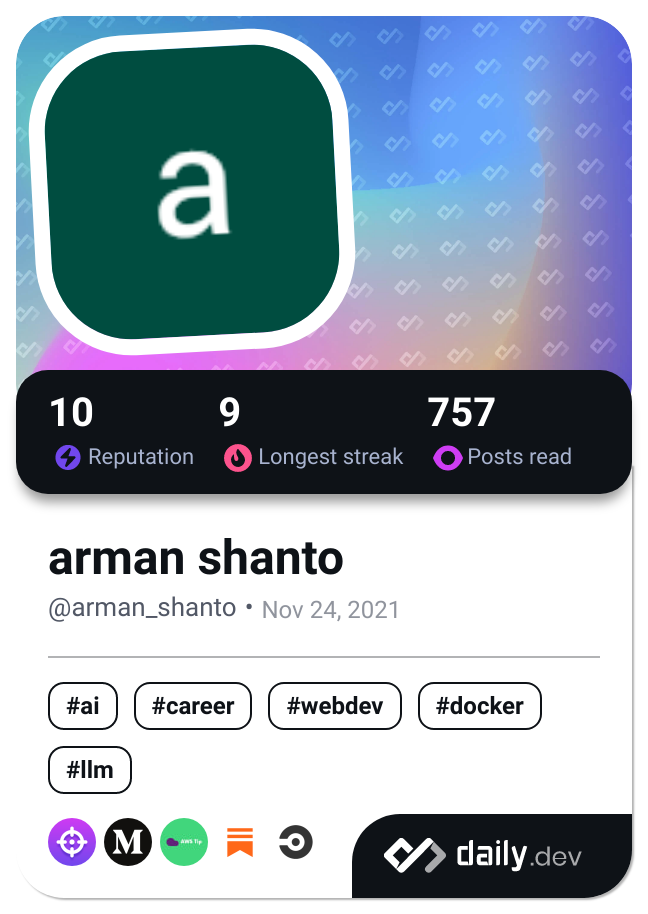 a
10 9 757
Reputation Longest streak Posts read
arman shanto
@arman_shanto • Nov 24, 2021
#ai #career #webdev #docker
#llm
M AWS Tip
daily.dev